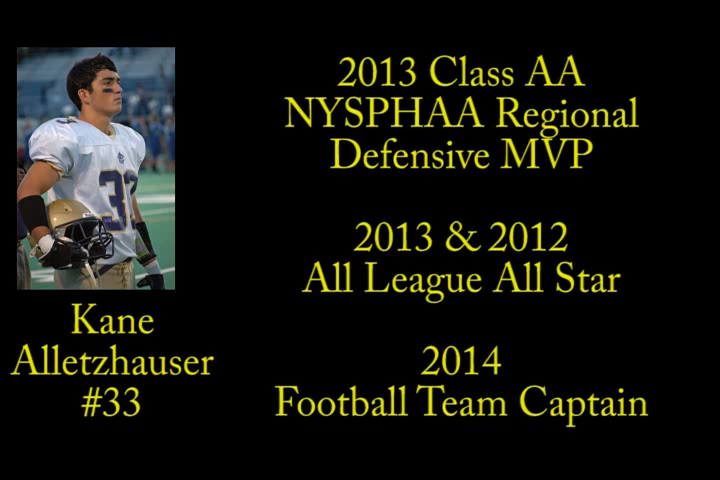 2013 Class AA
NYSPHAA Regional
Defensive MVP
2013 & 2012
All League All Star
2014
Football Team Captain
33
Kane
Alletzhauser
#33